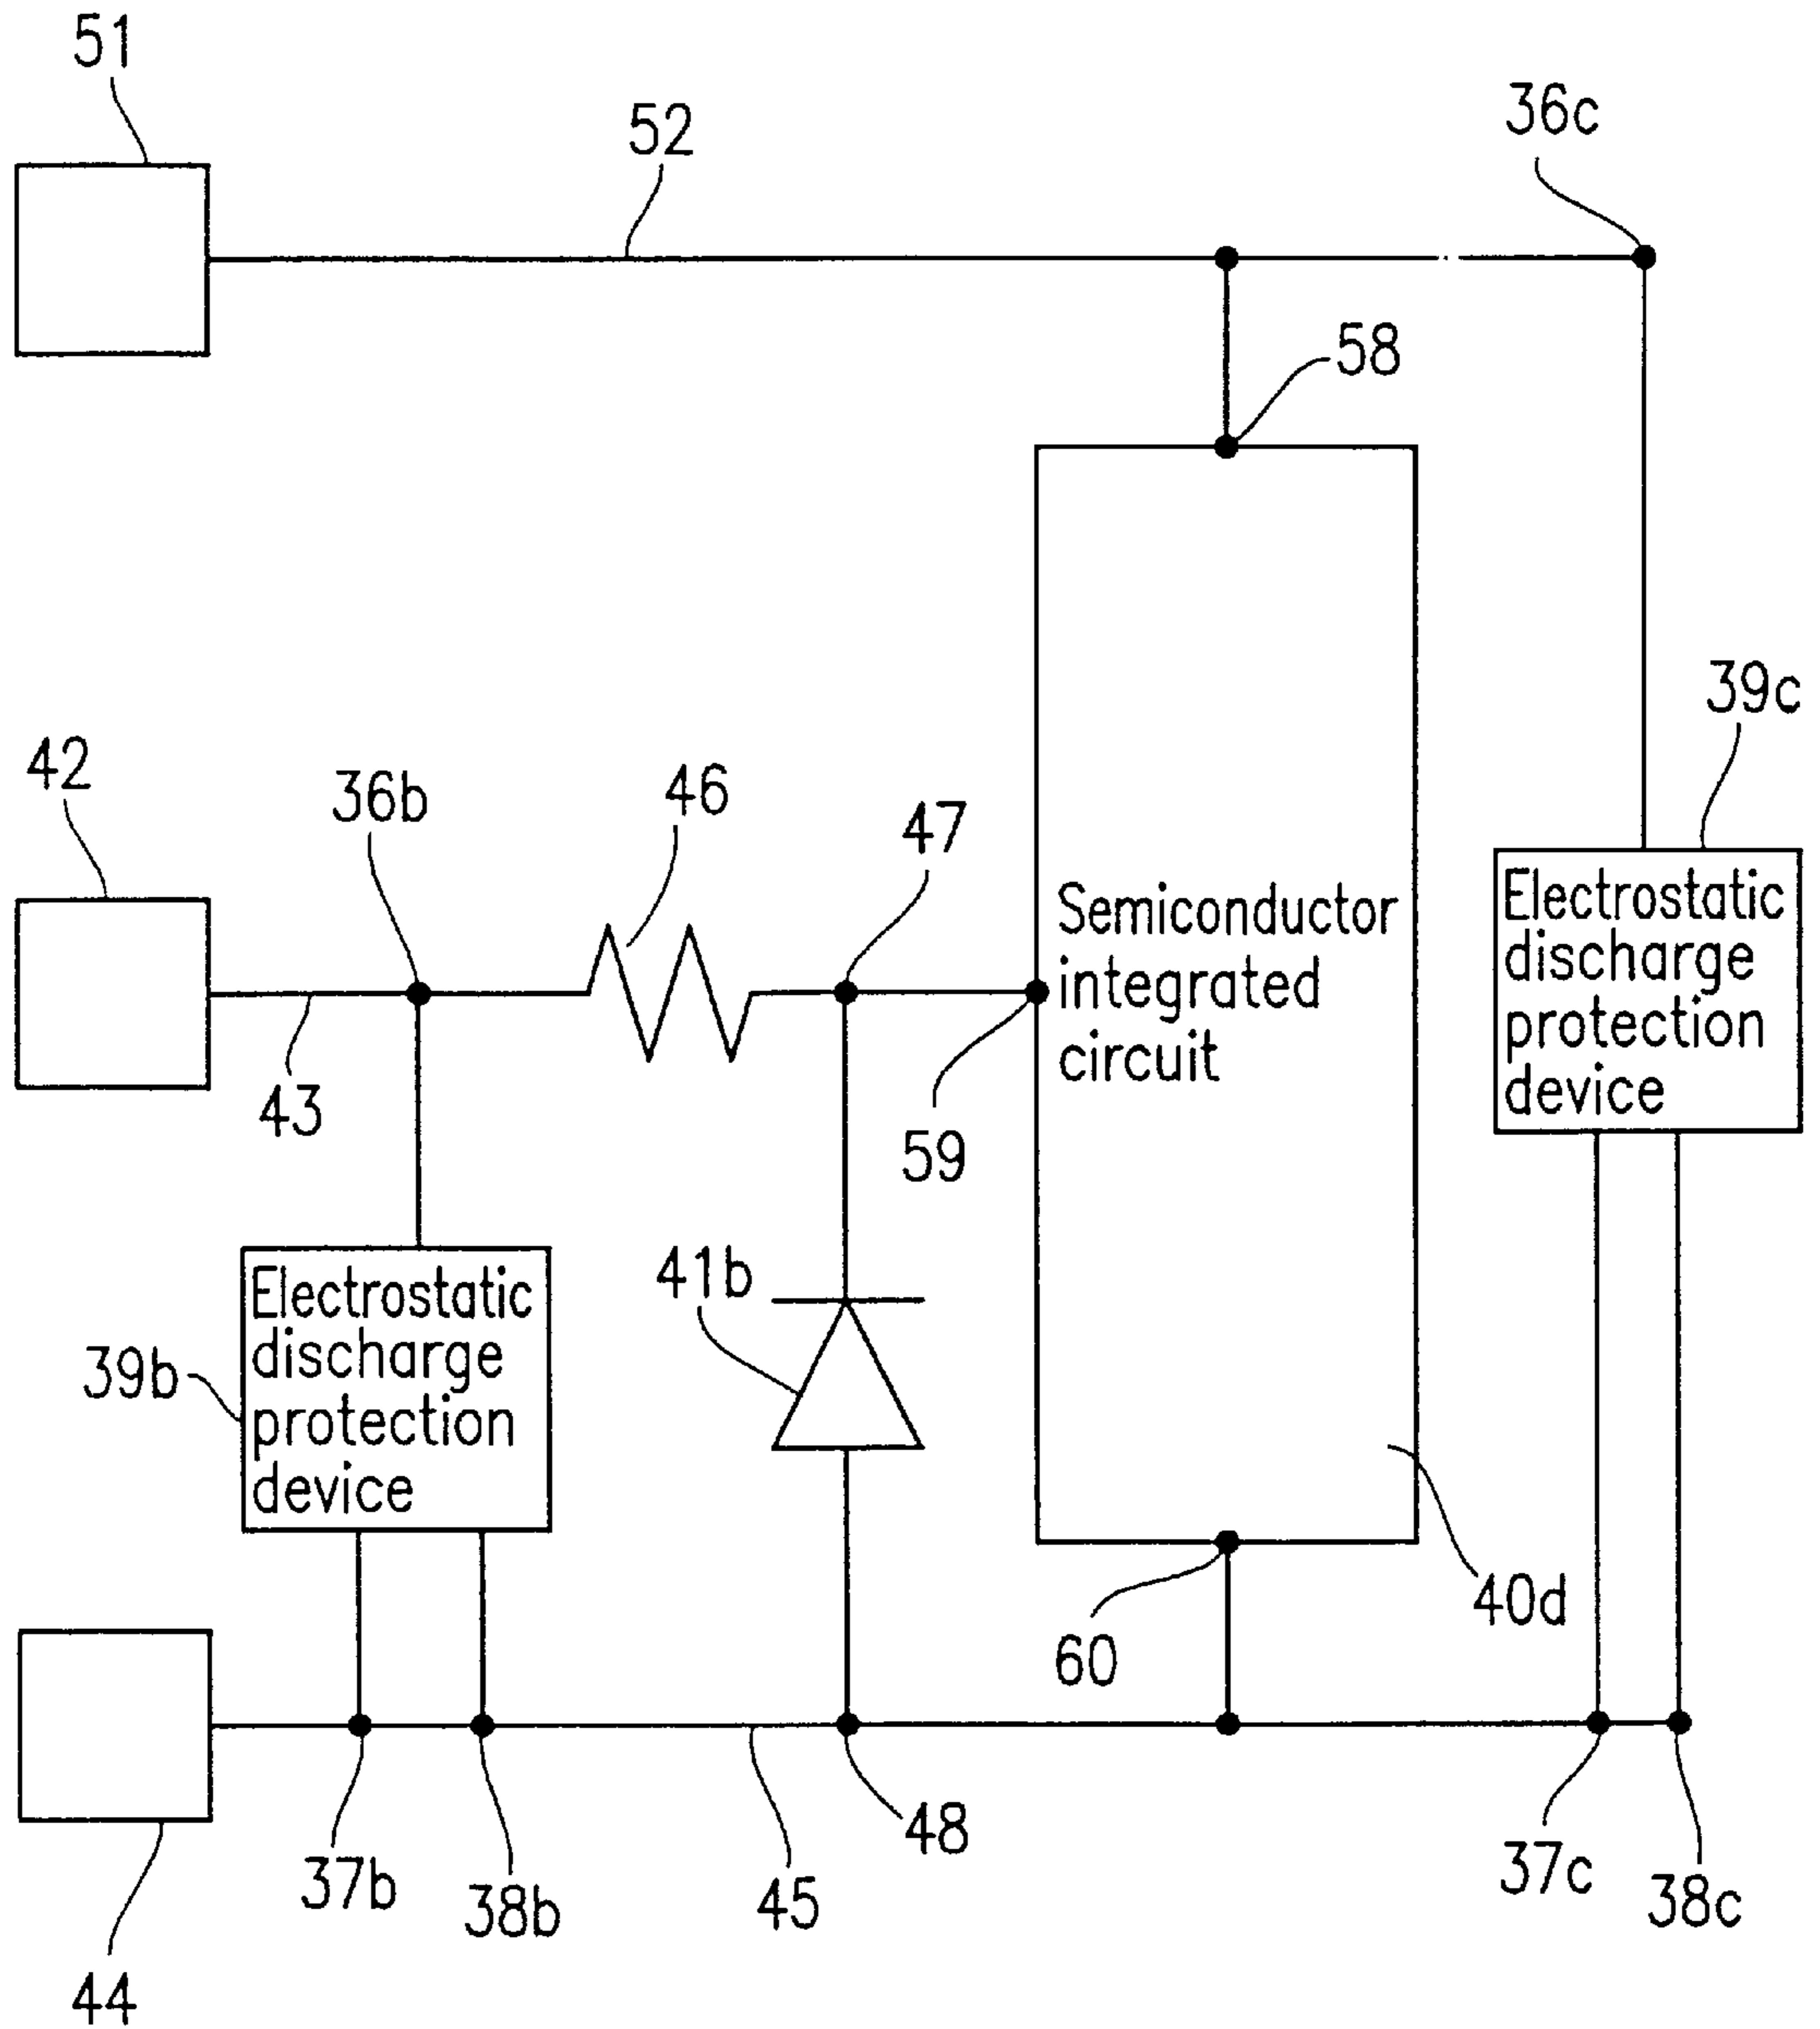 51
52
36c
58
39c
42
36b
46
47
Semiconductor
integrated
circuit
Electrostatic
discharge
protection
device
43
59
41b
Electrostatic
discharge
protection
device
39b
40d
60
48
37b
38b
45
37c
38c
44